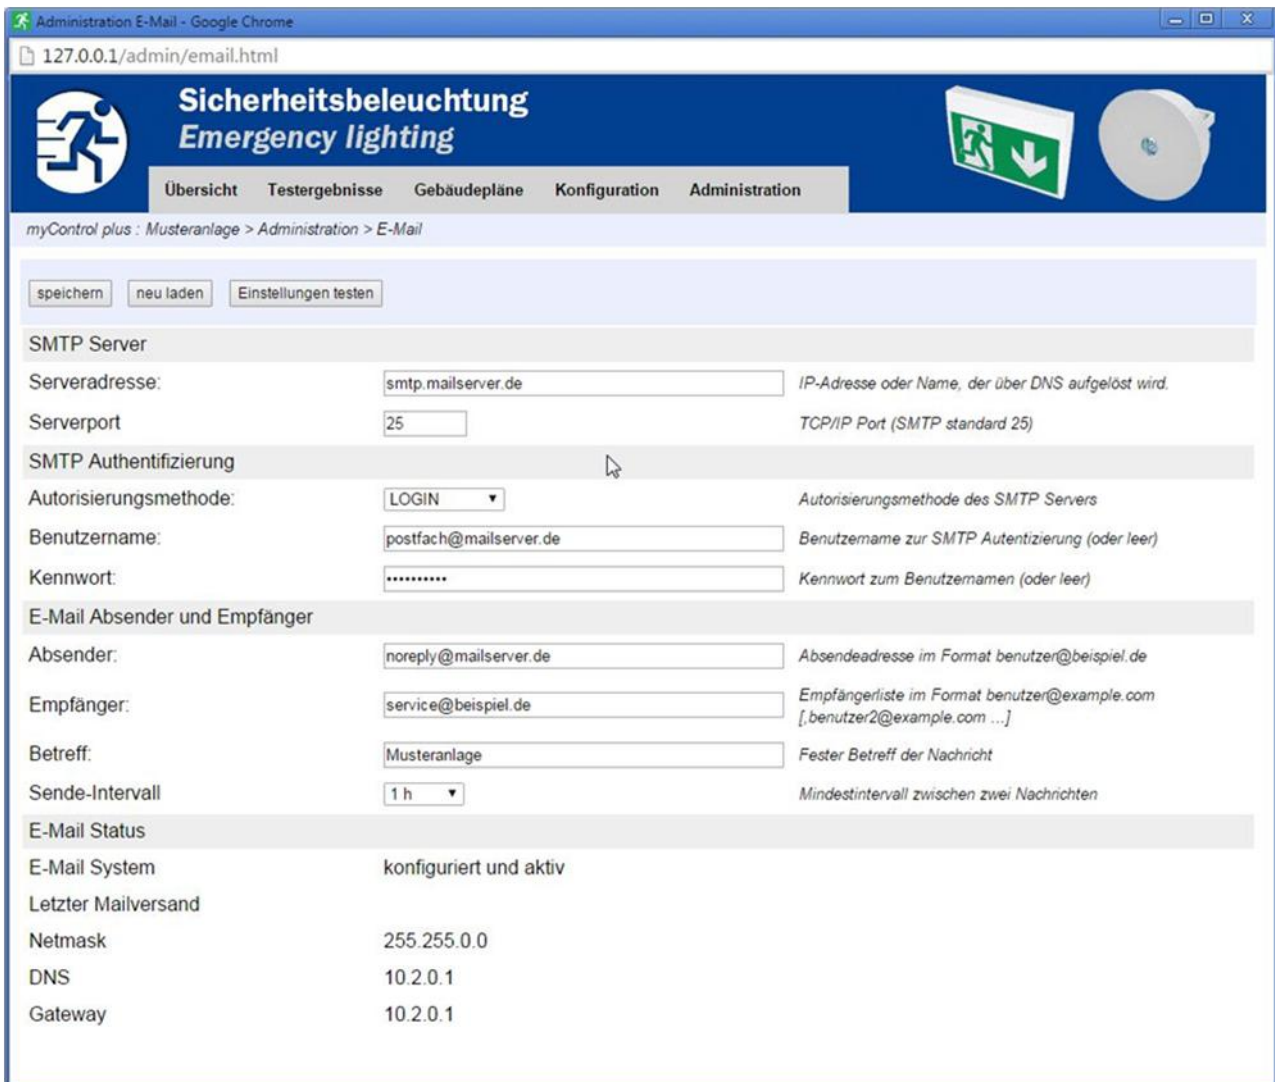 Administration E-Mail - Google Chrome
127.0.0.1/admin/email.html
Sicherheitsbeleuchtung
Emergency lighting
Übersicht Testergebnisse Gebäudepläne Konfiguration Administration
myControl plus : Musteranlage > Administration > E-Mail
speichern neu laden Einstellungen testen
SMTP Server
Serveradresse: smtp.mailserver.de IP-Adresse oder Name, der über DNS aufgelöst wird.
Serverport 25 TCP/IP Port (SMTP standard 25)
SMTP Authentifizierung
Autorisierungsmethode: LOGIN Autorisierungsmethode des SMTP Servers
Benutzername: postfach@mailserver.de Benutzername zur SMTP Autentizierung (oder leer)
Kennwort: •••••••••• Kennwort zum Benutzernamen (oder leer)
E-Mail Absender und Empfänger
Absender: noreply@mailserver.de Absendeadresse im Format benutzer@beispiel.de
Empfänger: service@beispiel.de Empfängerliste im Format benutzer@example.com
[,benutzer2@example.com ...]
Betreff: Musteranlage Fester Betreff der Nachricht
Sende-Intervall 1 h Mindestintervall zwischen zwei Nachrichten
E-Mail Status
E-Mail System konfiguriert und aktiv
Letzter Mailversand
Netmask 255.255.0.0
DNS 10.2.0.1
Gateway 10.2.0.1